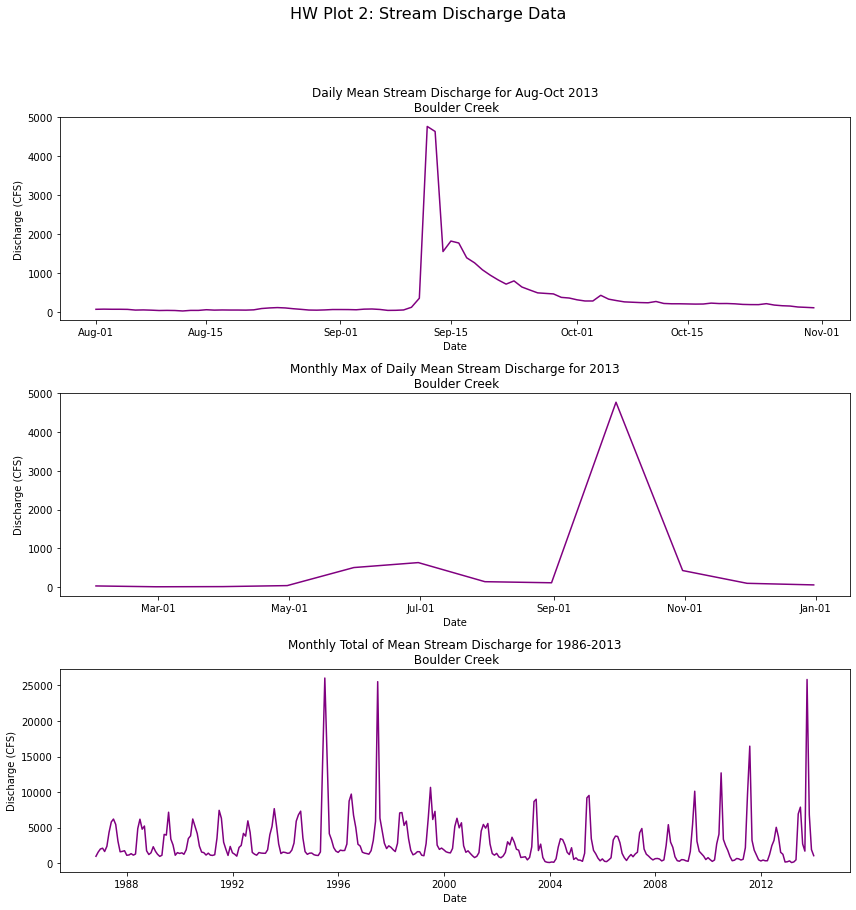 HW Plot 2: Stream Discharge Data
Daily Mean Stream Discharge for Aug-Oct 2013
Boulder Creek
5000
4000
3000
2000
1000
0
Discharge (CFS)
Aug-01 Aug-15 Sep-01 Sep-15 Oct-01 Oct-15 Nov-01
Date
Monthly Max of Daily Mean Stream Discharge for 2013
Boulder Creek
5000
4000
3000
2000
1000
0
Discharge (CFS)
Mar-01 May-01 Jul-01 Sep-01 Nov-01 Jan-01
Date
Monthly Total of Mean Stream Discharge for 1986-2013
Boulder Creek
25000
20000
15000
10000
5000
0
Discharge (CFS)
1988 1992 1996 2000 2004 2008 2012
Date